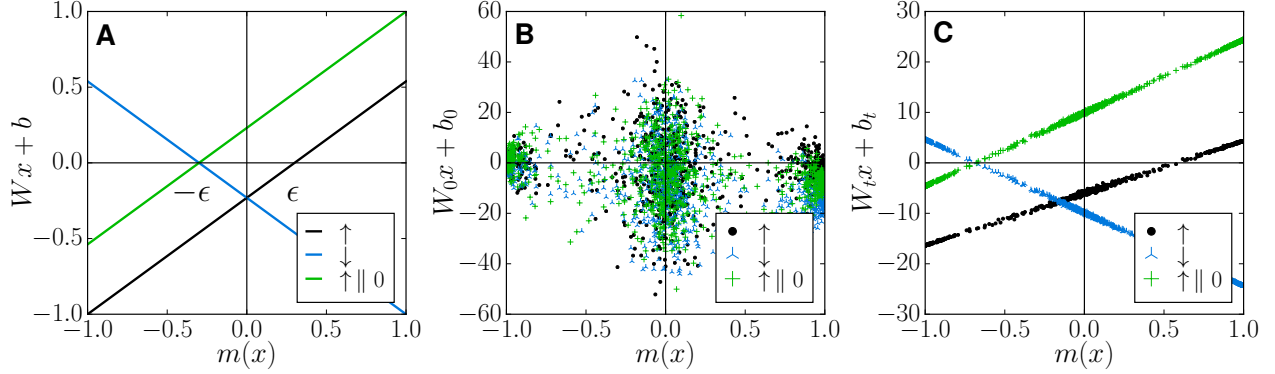 A
1.0
0.5
0.0
−0.5
−1.0
Wx + b
−ϵ
ϵ
↑
↓
↑ ∥ 0
−1.0 −0.5 0.0 0.5 1.0
m(x)
B
60
40
20
0
−20
−40
60
W₀x + b₀
↑
↓
↑ ∥ 0
−1.0 −0.5 0.0 0.5 1.0
m(x)
C
30
20
10
0
−10
−20
−30
Wₜx + bₜ
↑
↓
↑ ∥ 0
−1.0 −0.5 0.0 0.5 1.0
m(x)